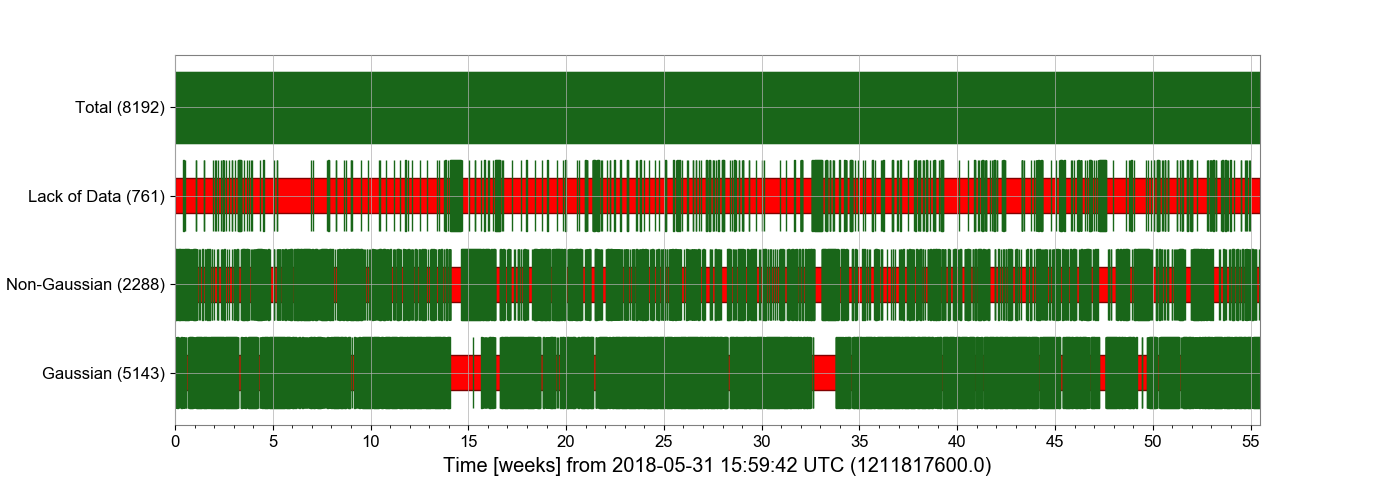 Total (8192)
Lack of Data (761)
Non-Gaussian (2288)
Gaussian (5143)
0 5 10 15 20 25 30 35 40 45 50 55
Time [weeks] from 2018-05-31 15:59:42 UTC (1211817600.0)